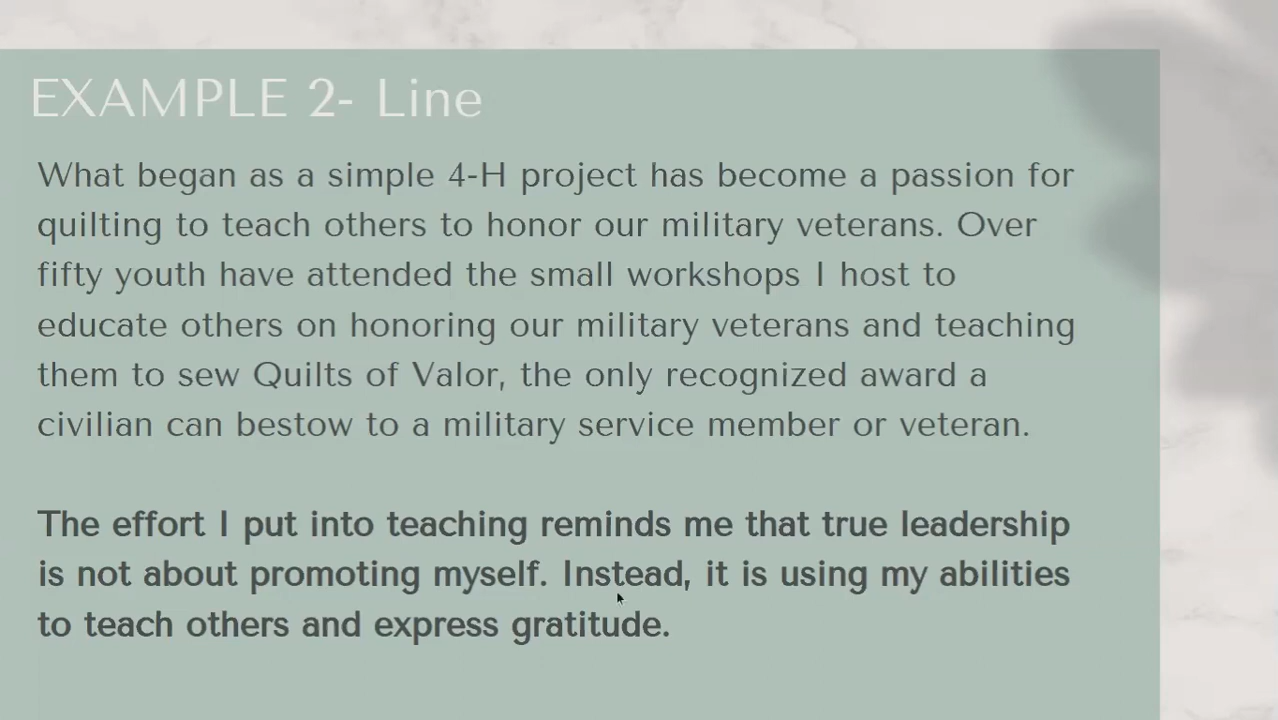 EXAMPLE 2- Line
What began as a simple 4-H project has become a passion for
quilting to teach others to honor our military veterans. Over
fifty youth have attended the small workshops I host to
educate others on honoring our military veterans and teaching
them to sew Quilts of Valor, the only recognized award a
civilian can bestow to a military service member or veteran.
The effort I put into teaching reminds me that true leadership
is not about promoting myself. Instead, it is using my abilities
to teach others and express gratitude.